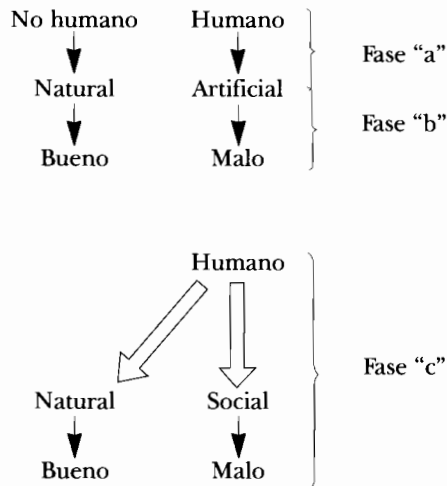 No humano Humano
Fase “a”
Natural Artificial
Fase “b”
Bueno Malo
Humano
Fase “c”
Natural Social
Bueno Malo